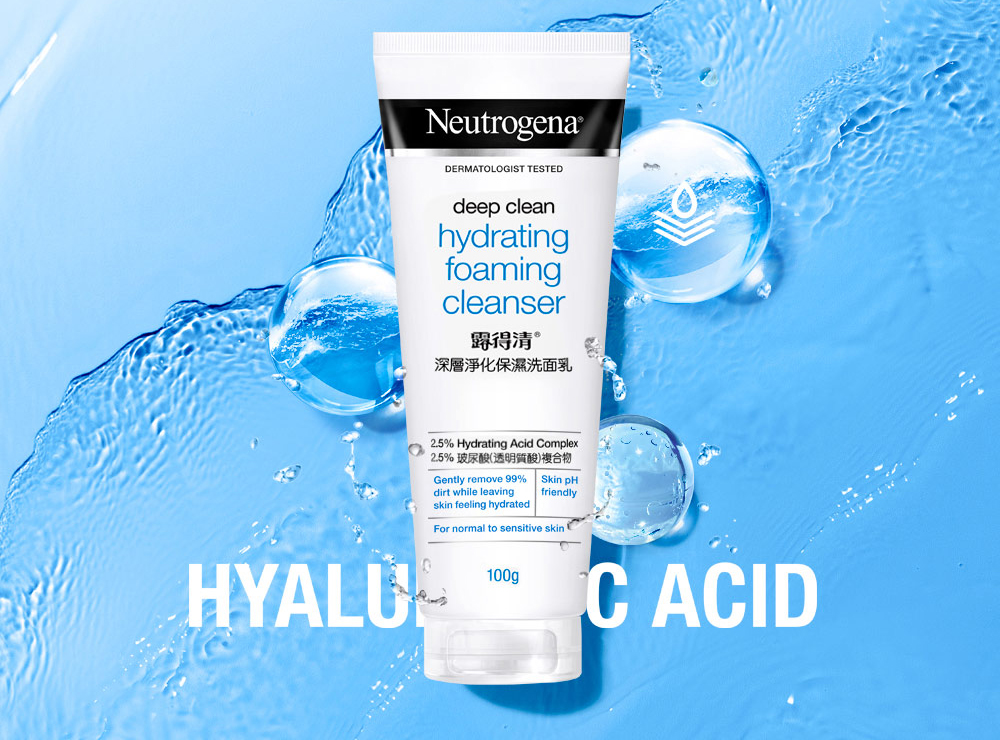 Neutrogena®
DERMATOLOGIST TESTED
deep clean
hydrating
foaming
cleanser
露得清®
深層淨化保濕洗面乳
2.5% Hydrating Acid Complex
2.5% 玻尿酸(透明質酸)複合物
Gently remove 99%
dirt while leaving
skin feeling hydrated
Skin pH
friendly
For normal to sensitive skin
100g
HYALU C ACID